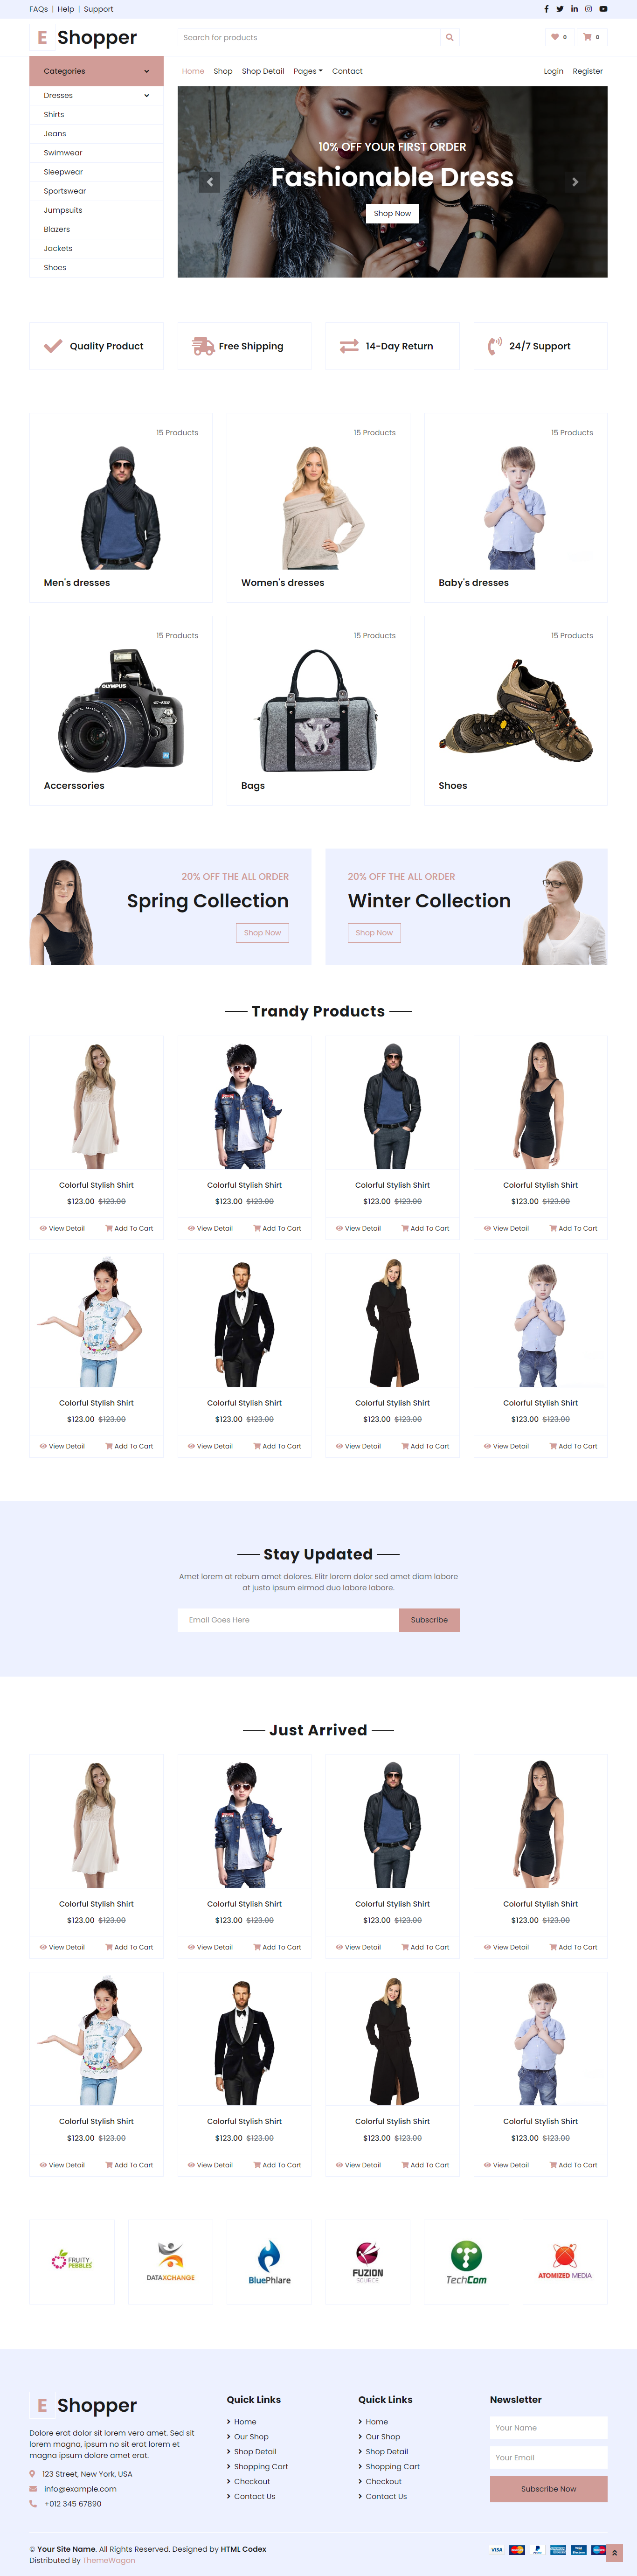 FAQs | Help | Support
E Shopper
Search for products
0
0
Categories
Home Shop Shop Detail Pages Contact
Login Register
Dresses
Shirts
Jeans
Swimwear
Sleepwear
Sportswear
Jumpsuits
Blazers
Jackets
Shoes
10% OFF YOUR FIRST ORDER
Fashionable Dress
Shop Now
Quality Product
Free Shipping
14-Day Return
24/7 Support
15 Products
Men's dresses
15 Products
Women's dresses
15 Products
Baby's dresses
15 Products
OLYMPUS
Accerssories
15 Products
Bags
15 Products
Shoes
20% OFF THE ALL ORDER
Spring Collection
Shop Now
20% OFF THE ALL ORDER
Winter Collection
Shop Now
Trandy Products
Colorful Stylish Shirt
$123.00 $123.00
View Detail Add To Cart
Colorful Stylish Shirt
$123.00 $123.00
View Detail Add To Cart
Colorful Stylish Shirt
$123.00 $123.00
View Detail Add To Cart
Colorful Stylish Shirt
$123.00 $123.00
View Detail Add To Cart
Colorful Stylish Shirt
$123.00 $123.00
View Detail Add To Cart
Colorful Stylish Shirt
$123.00 $123.00
View Detail Add To Cart
Colorful Stylish Shirt
$123.00 $123.00
View Detail Add To Cart
Colorful Stylish Shirt
$123.00 $123.00
View Detail Add To Cart
Stay Updated
Amet lorem at rebum amet dolores. Elitr lorem dolor sed amet diam labore
at justo ipsum eirmod duo labore labore.
Email Goes Here
Subscribe
Just Arrived
Colorful Stylish Shirt
$123.00 $123.00
View Detail Add To Cart
Colorful Stylish Shirt
$123.00 $123.00
View Detail Add To Cart
Colorful Stylish Shirt
$123.00 $123.00
View Detail Add To Cart
Colorful Stylish Shirt
$123.00 $123.00
View Detail Add To Cart
Colorful Stylish Shirt
$123.00 $123.00
View Detail Add To Cart
Colorful Stylish Shirt
$123.00 $123.00
View Detail Add To Cart
Colorful Stylish Shirt
$123.00 $123.00
View Detail Add To Cart
Colorful Stylish Shirt
$123.00 $123.00
View Detail Add To Cart
FRUITY
PEBBLES
DATAXCHANGE
BluePhlare
FUZION
SOURCE
TechCom
ATOMIZED MEDIA
E Shopper
Dolore erat dolor sit lorem vero amet. Sed sit
lorem magna, ipsum no sit erat lorem et
magna ipsum dolore amet erat.
123 Street, New York, USA
info@example.com
+012 345 67890
Quick Links
Home
Our Shop
Shop Detail
Shopping Cart
Checkout
Contact Us
Quick Links
Home
Our Shop
Shop Detail
Shopping Cart
Checkout
Contact Us
Newsletter
Your Name
Your Email
Subscribe Now
© Your Site Name. All Rights Reserved. Designed by HTML Codex
Distributed By ThemeWagon
VISA